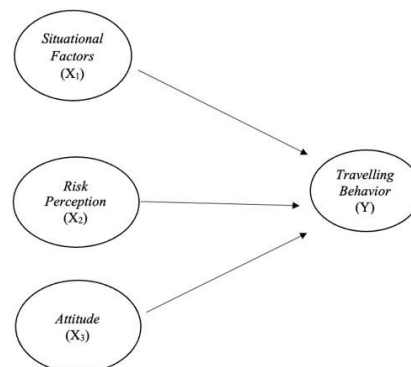 Situational
Factors
(X₁)
Risk
Perception
(X₂)
Travelling
Behavior
(Y)
Attitude
(X₃)